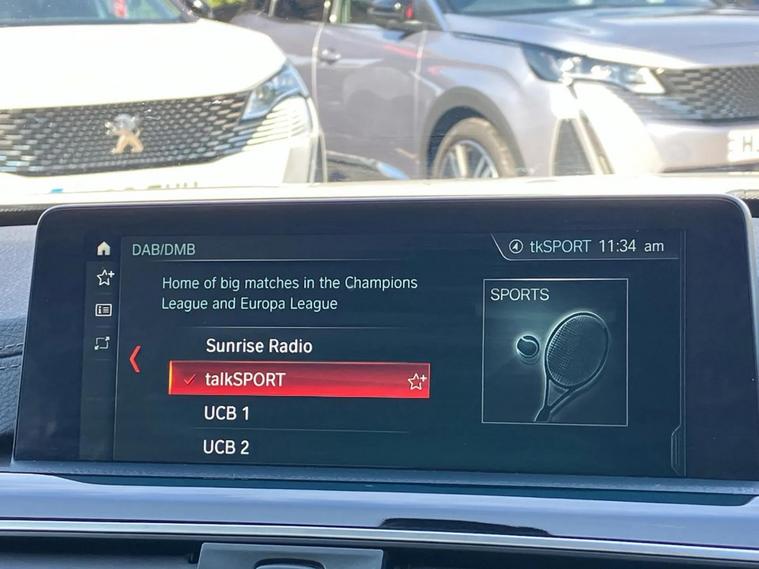 DAB/DMB
tkSPORT 11:34 am
Home of big matches in the Champions
League and Europa League
SPORTS
Sunrise Radio
talkSPORT
UCB 1
UCB 2